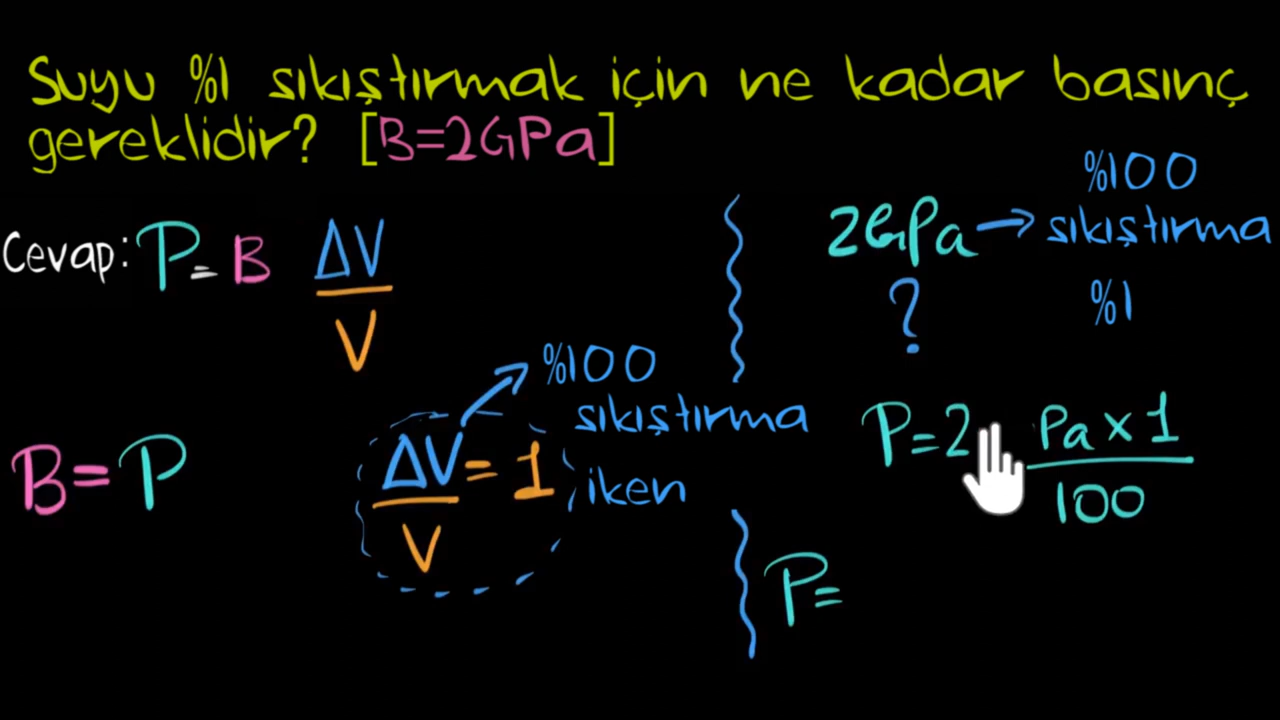 Suyu %1 sıkıştırmak için ne kadar basınç
gereklidir? [B=2GPa]
Cevap: P = B ΔV
V
B = P
ΔV = 1
V
%100
sıkıştırma
iken
2GPa → %100
sıkıştırma
? %1
P=2 Pa x 1
100
P=